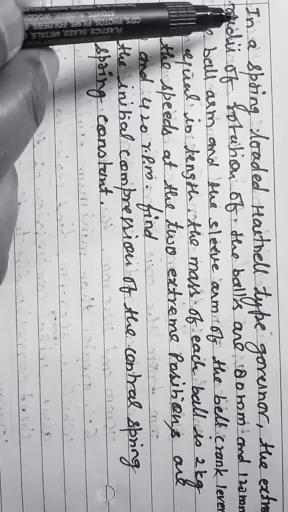 In a spring loaded Hartnell type governor, the extre
radii of rotation of the balls are 80mm and 120mm
ball arm and the sleeve arm of the bell crank lever
equal in length. the mass of each ball is 2kg
the speeds at the two extreme positions are
and 420 rpm. find
the initial compression of the central spring
spring constant